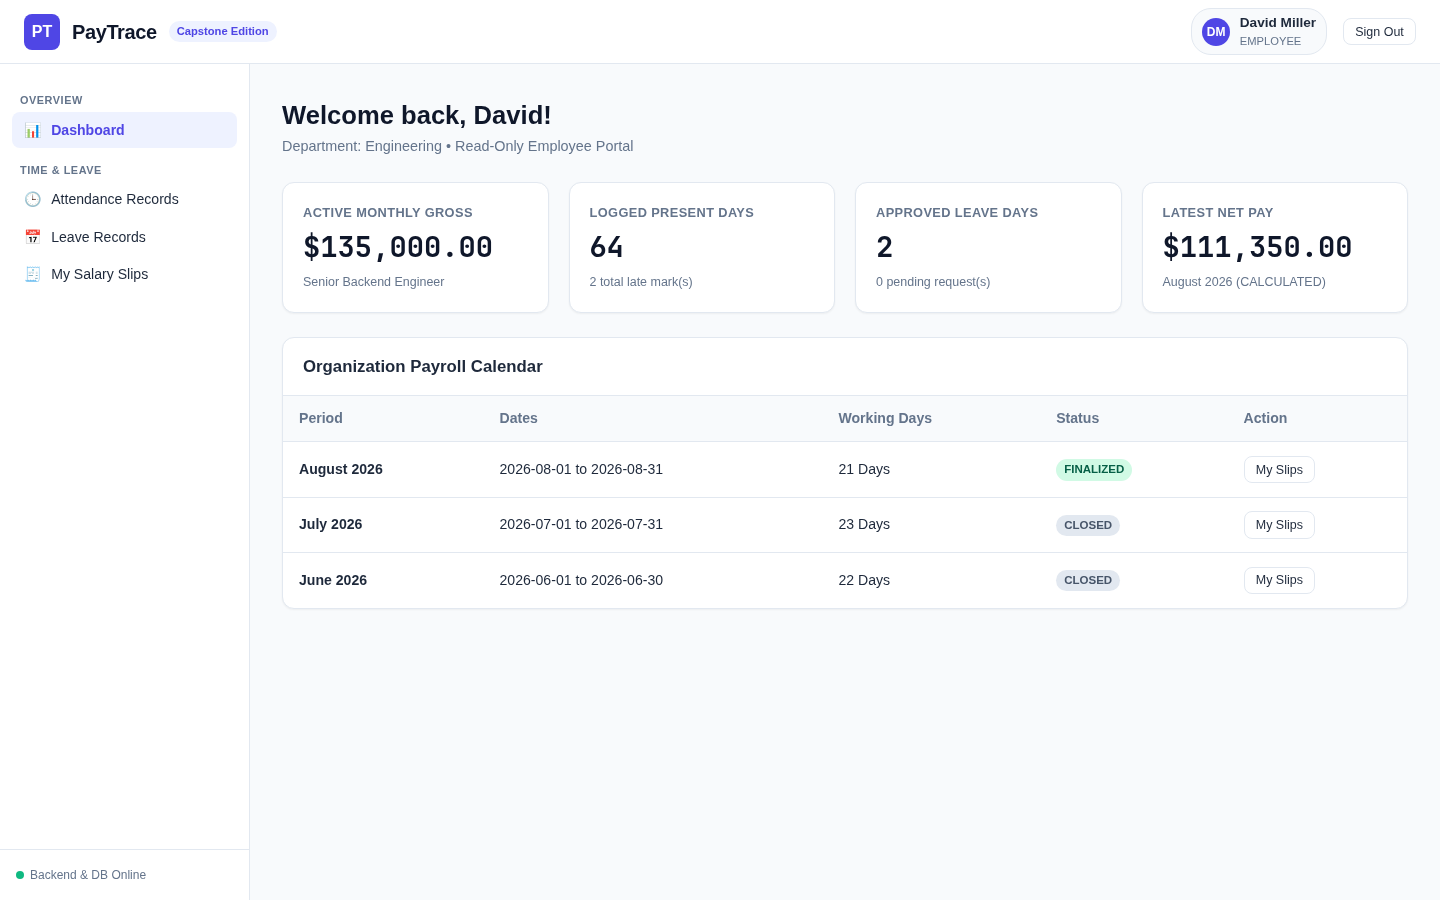 PT PayTrace Capstone Edition
DM David Miller
EMPLOYEE
Sign Out
OVERVIEW
Dashboard
TIME & LEAVE
Attendance Records
Leave Records
My Salary Slips
Backend & DB Online
Welcome back, David!
Department: Engineering • Read-Only Employee Portal
ACTIVE MONTHLY GROSS
$135,000.00
Senior Backend Engineer
LOGGED PRESENT DAYS
64
2 total late mark(s)
APPROVED LEAVE DAYS
2
0 pending request(s)
LATEST NET PAY
$111,350.00
August 2026 (CALCULATED)
Organization Payroll Calendar
Period Dates Working Days Status Action
August 2026 2026-08-01 to 2026-08-31 21 Days FINALIZED My Slips
July 2026 2026-07-01 to 2026-07-31 23 Days CLOSED My Slips
June 2026 2026-06-01 to 2026-06-30 22 Days CLOSED My Slips